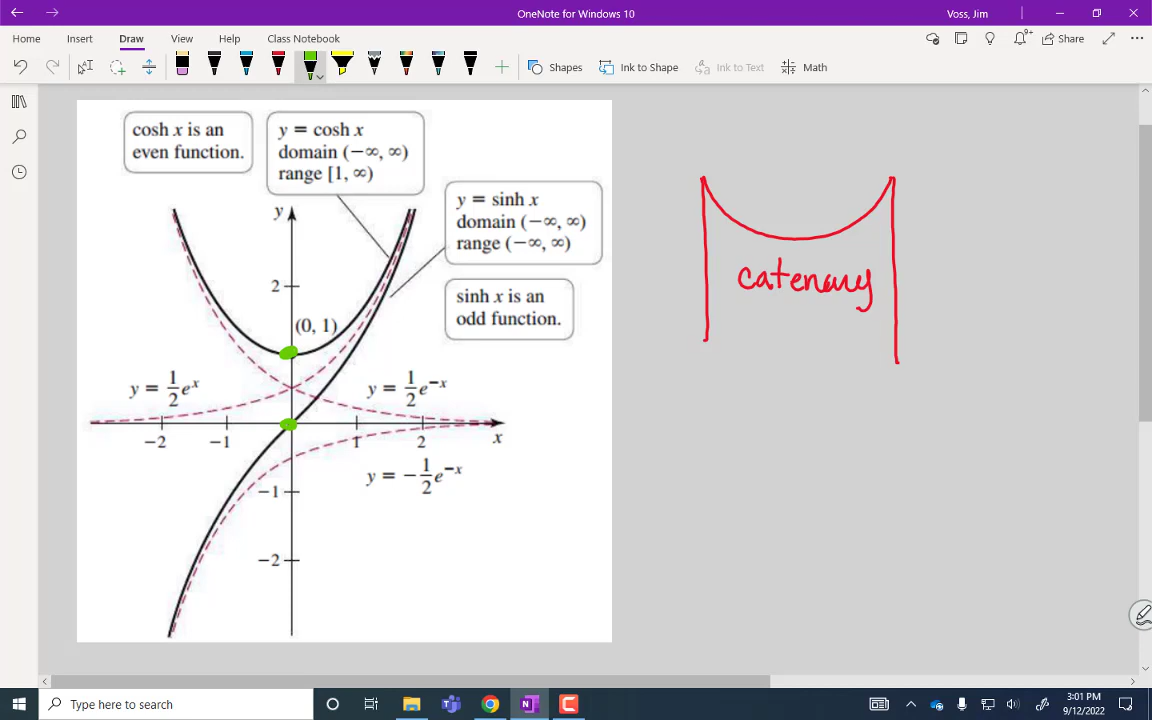 OneNote for Windows 10
Voss, Jim
Home
Insert
Draw
View
Help
Class Notebook
9+
Share
Shapes
Ink to Shape
Ink to Text
Math
cosh x is an
even function.
y = cosh x
domain (−∞, ∞)
range [1, ∞)
y = sinh x
domain (−∞, ∞)
range (−∞, ∞)
sinh x is an
odd function.
y
2
(0, 1)
y = 1/2 e^x
y = 1/2 e^−x
−2
−1
1
2
x
y = −1/2 e^−x
−1
−2
catenary
Type here to search
3:01 PM
9/12/2022